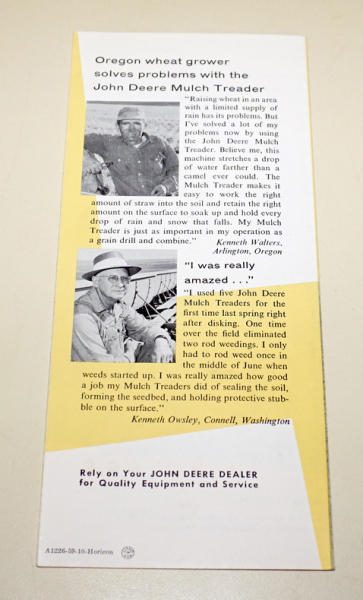 Oregon wheat grower
solves problems with the
John Deere Mulch Treader
"Raising wheat in an area
with a limited supply of
rain has its problems. But
I've solved a lot of my
problems now by using
the John Deere Mulch
Treader. Believe me, this
machine stretches a drop
of water farther than a
camel ever could. The
Mulch Treader makes it
easy to work the right
amount of straw into the soil and retain the right
amount on the surface to soak up and hold every
drop of rain and snow that falls. My Mulch
Treader is just as important in my operation as
a grain drill and combine."
Kenneth Walters,
Arlington, Oregon
"I was really
amazed . . ."
"I used five John Deere
Mulch Treaders for the
first time last spring right
after disking. One time
over the field eliminated
two rod weedings. I only
had to rod weed once in
the middle of June when
weeds started up. I was really amazed how good
a job my Mulch Treaders did of sealing the soil,
forming the seedbed, and holding protective stub-
ble on the surface."
Kenneth Owsley, Connell, Washington
Rely on Your JOHN DEERE DEALER
for Quality Equipment and Service
A1226-59-10-Horizon